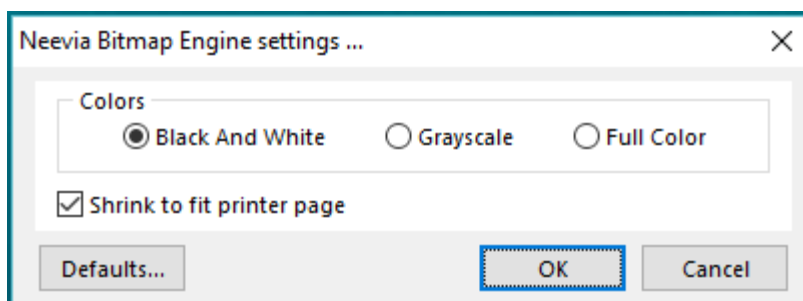 Neevia Bitmap Engine settings ...
Colors
Black And White Grayscale Full Color
Shrink to fit printer page
Defaults... OK Cancel